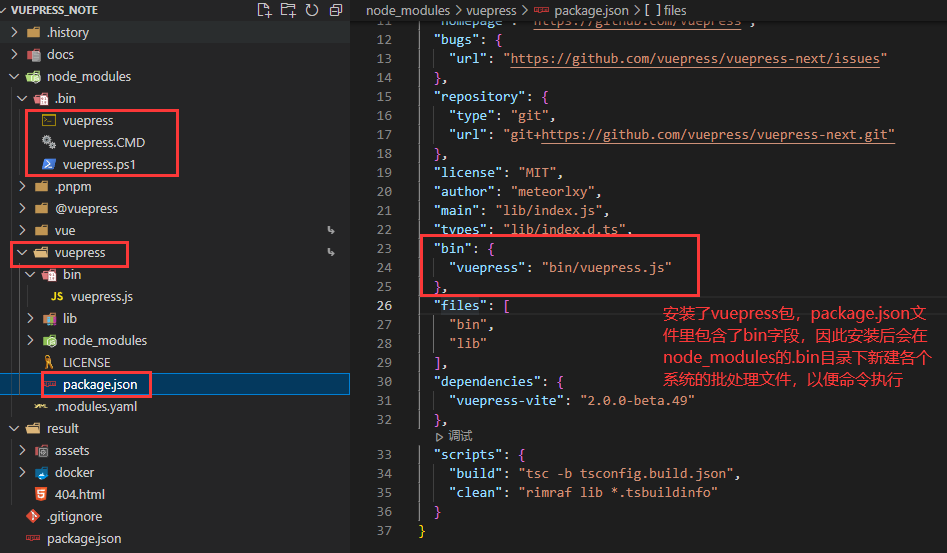 VUEPRESS_NOTE
.history
docs
node_modules
.bin
vuepress
vuepress.CMD
vuepress.ps1
.pnpm
@vuepress
vue
vuepress
bin
JS vuepress.js
lib
node_modules
LICENSE
package.json
.modules.yaml
result
assets
docker
404.html
.gitignore
package.json
node_modules > vuepress > package.json > [ ] files
11 "homepage": "https://github.com/vuepress",
12 "bugs": {
13 "url": "https://github.com/vuepress/vuepress-next/issues"
14 },
15 "repository": {
16 "type": "git",
17 "url": "git+https://github.com/vuepress/vuepress-next.git"
18 },
19 "license": "MIT",
20 "author": "meteorlxy",
21 "main": "lib/index.js",
22 "types": "lib/index.d.ts",
23 "bin": {
24 "vuepress": "bin/vuepress.js"
25 },
26 "files": [
27 "bin",
28 "lib"
29 ],
30 "dependencies": {
31 "vuepress-vite": "2.0.0-beta.49"
32 },
调试
33 "scripts": {
34 "build": "tsc -b tsconfig.build.json",
35 "clean": "rimraf lib *.tsbuildinfo"
36 }
37 }
安装了vuepress包，package.json文
件里包含了bin字段，因此安装后会在
node_modules的.bin目录下新建各个
系统的批处理文件，以便命令执行